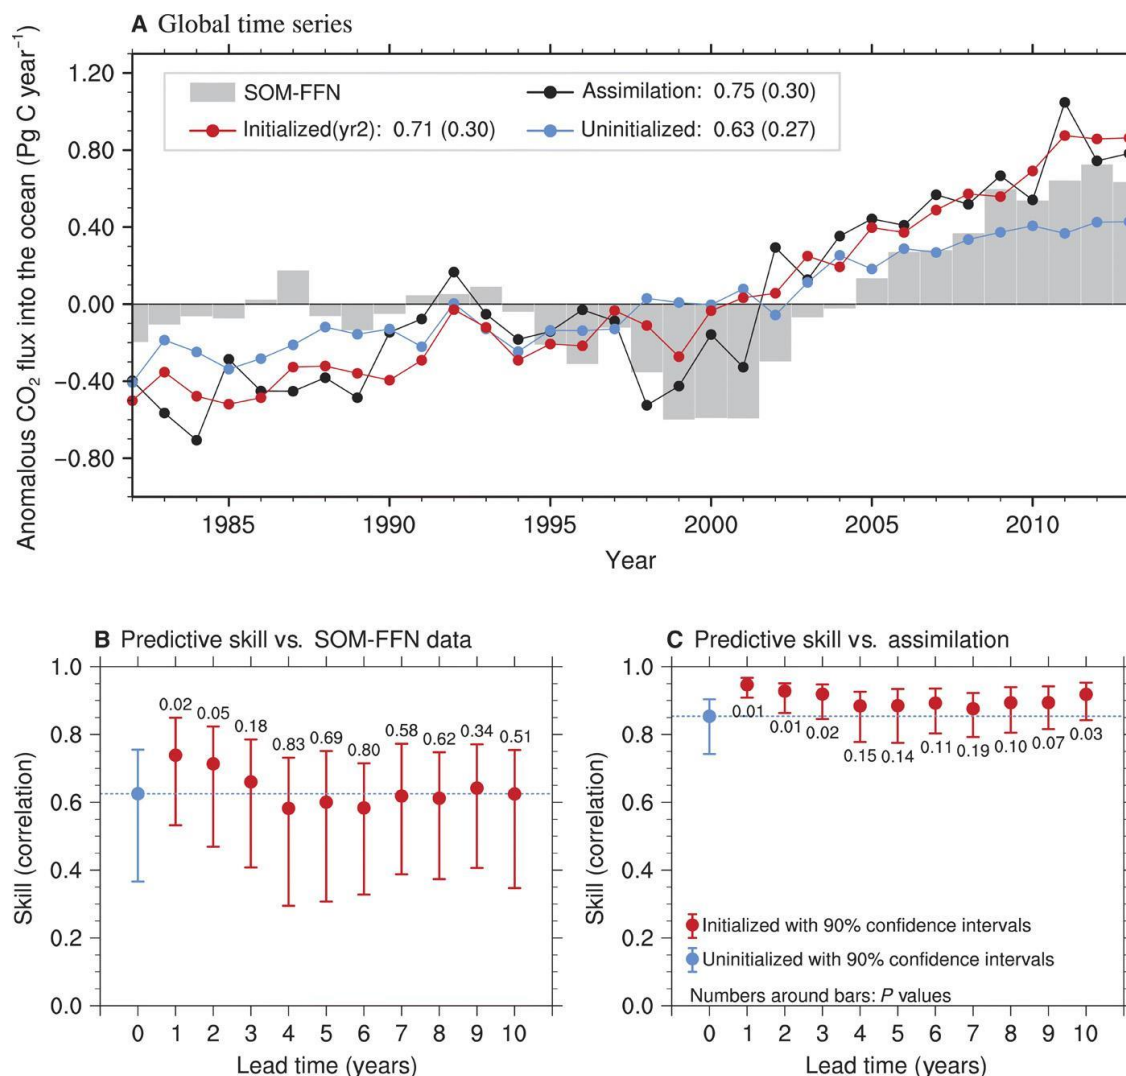 A Global time series
Anomalous CO₂ flux into the ocean (Pg C year⁻¹)
1.20
0.80
0.40
0.00
−0.40
−0.80
SOM-FFN
Assimilation: 0.75 (0.30)
Initialized(yr2): 0.71 (0.30)
Uninitialized: 0.63 (0.27)
1985 1990 1995 2000 2005 2010
Year
B Predictive skill vs. SOM-FFN data
Skill (correlation)
1.0
0.8
0.6
0.4
0.2
0.0
0.02 0.05 0.18 0.83 0.69 0.80 0.58 0.62 0.34 0.51
0 1 2 3 4 5 6 7 8 9 10
Lead time (years)
C Predictive skill vs. assimilation
Skill (correlation)
1.0
0.8
0.6
0.4
0.2
0.0
0.01 0.01 0.02 0.15 0.14 0.11 0.19 0.10 0.07 0.03
Initialized with 90% confidence intervals
Uninitialized with 90% confidence intervals
Numbers around bars: P values
0 1 2 3 4 5 6 7 8 9 10
Lead time (years)